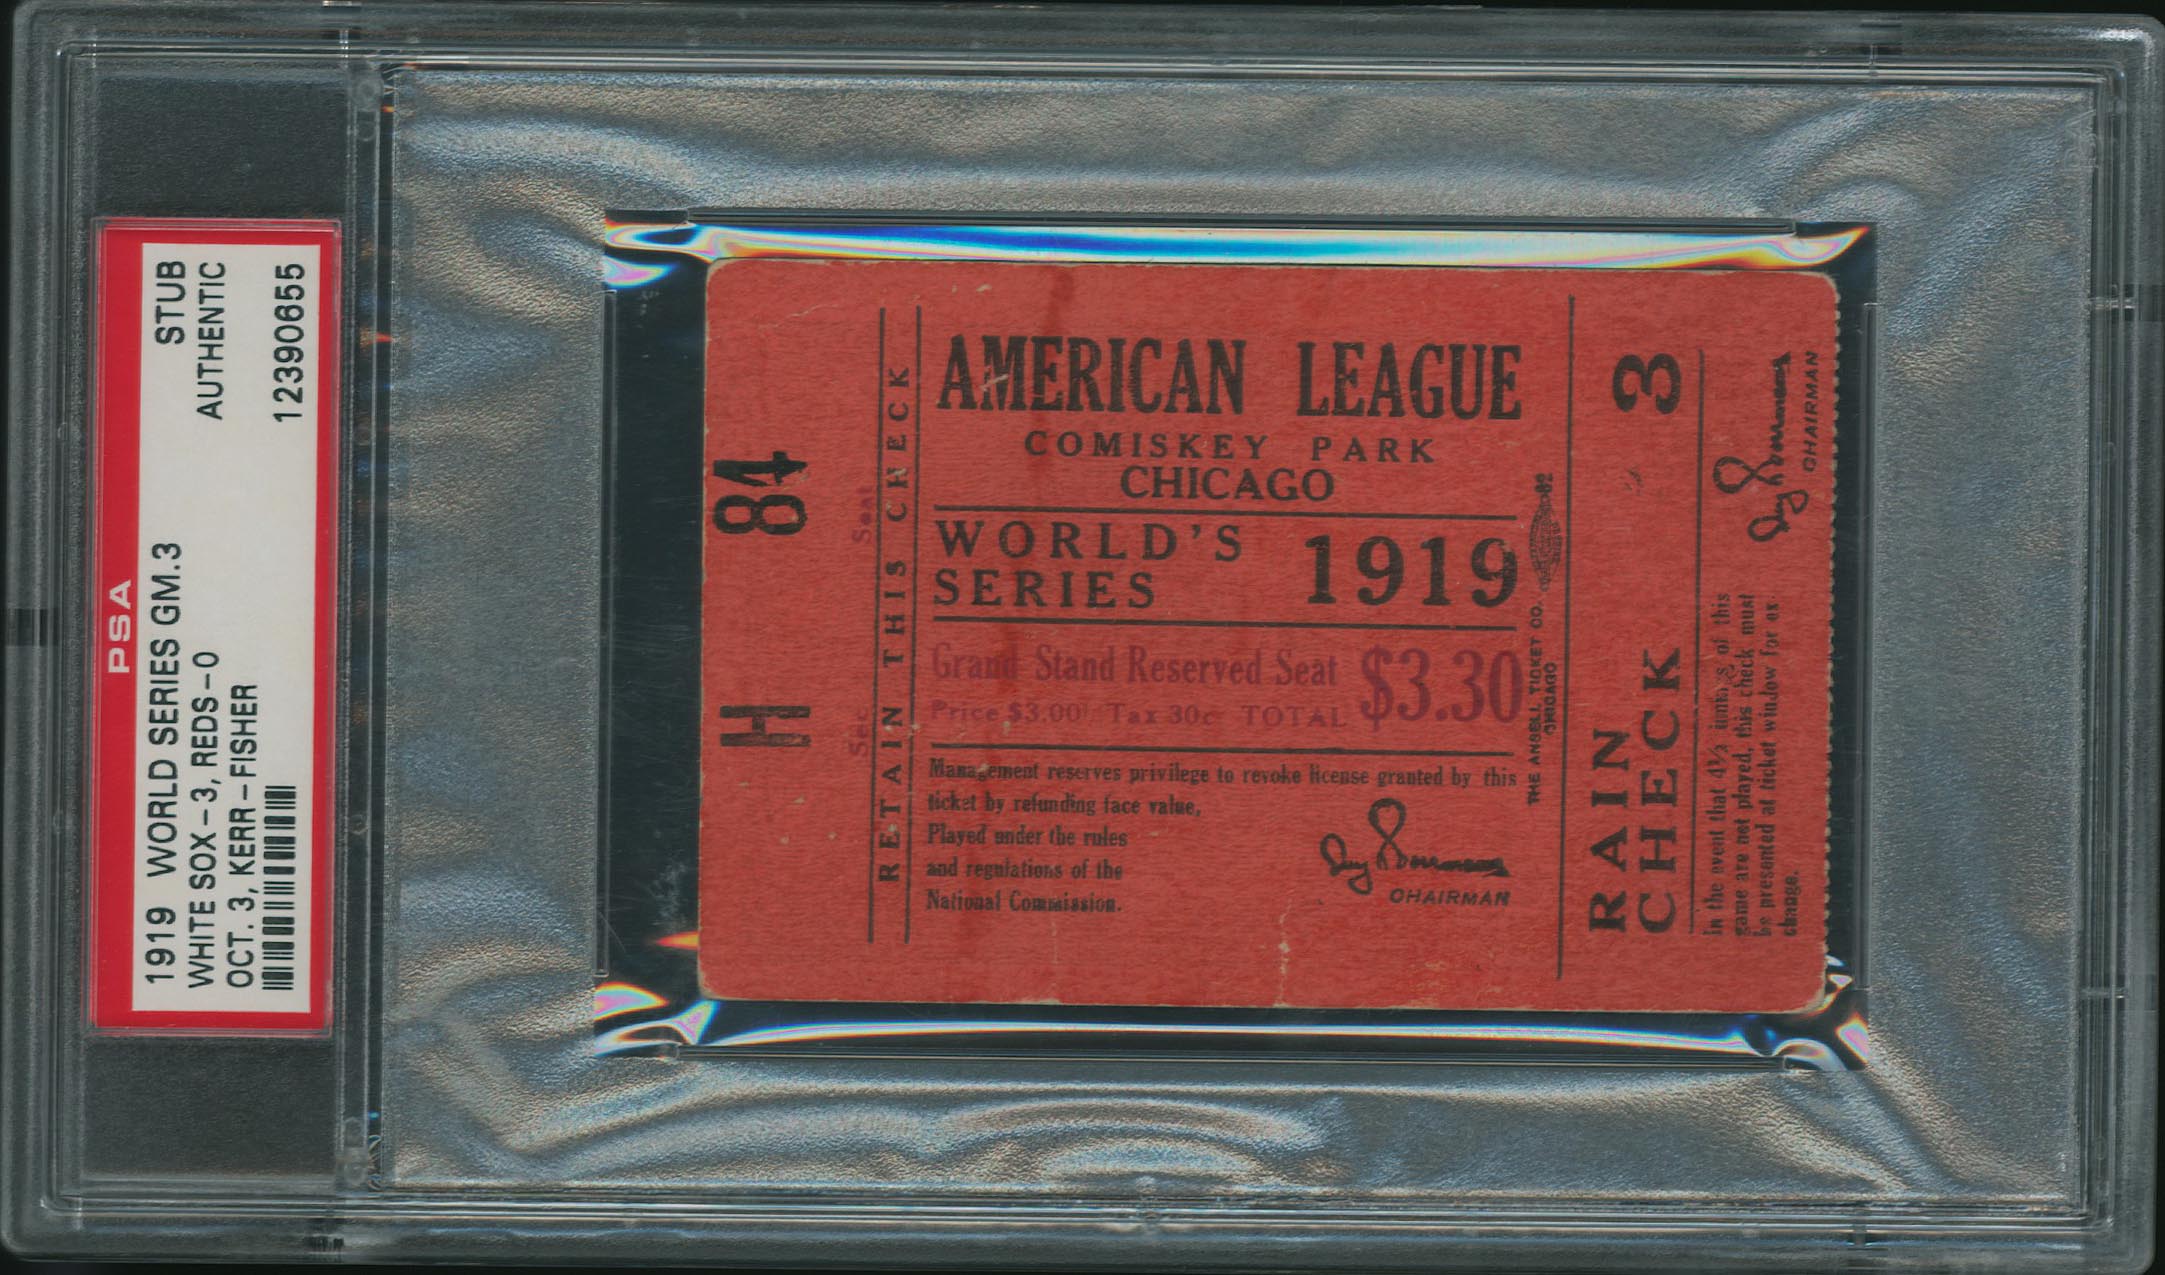 PSA
1919 WORLD SERIES GM.3
STUB
WHITE SOX-3, REDS-0
AUTHENTIC
OCT. 3, KERR-FISHER
12390655
H
84
Sec
Seat
RETAIN THIS CHECK
AMERICAN LEAGUE
COMISKEY PARK
CHICAGO
WORLD'S
SERIES
1919
Grand Stand Reserved Seat $3.30
Price $3.00 Tax 30c TOTAL
Management reserves privilege to revoke license granted by this
ticket by refunding face value,
Played under the rules
and regulations of the
National Commission.
CHAIRMAN
THE ANSELL TICKET CO.
CHICAGO
82
RAIN
CHECK
3
In the event that 4½ innings of this
game are not played, this check must
be presented at ticket window for ex-
change.
CHAIRMAN